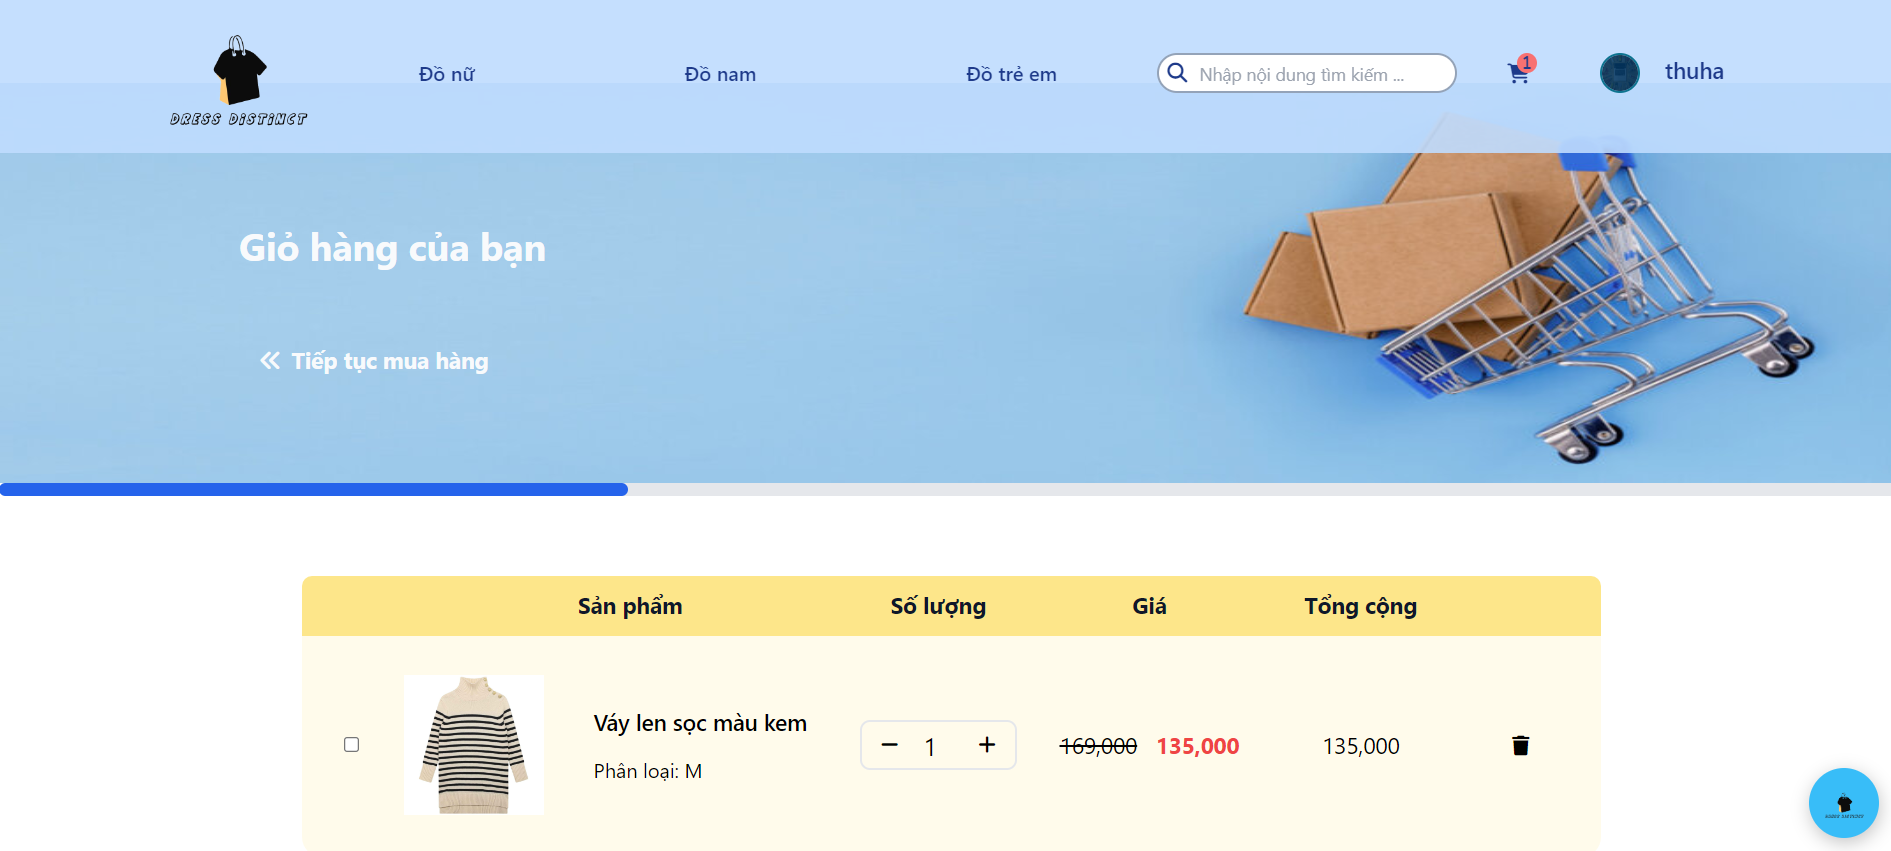 DRESS DISTINCT
Đồ nữ
Đồ nam
Đồ trẻ em
Nhập nội dung tìm kiếm ...
1
thuha
Giỏ hàng của bạn
Tiếp tục mua hàng
Sản phẩm Số lượng Giá Tổng cộng
Váy len sọc màu kem
Phân loại: M
1
169,000 135,000
135,000